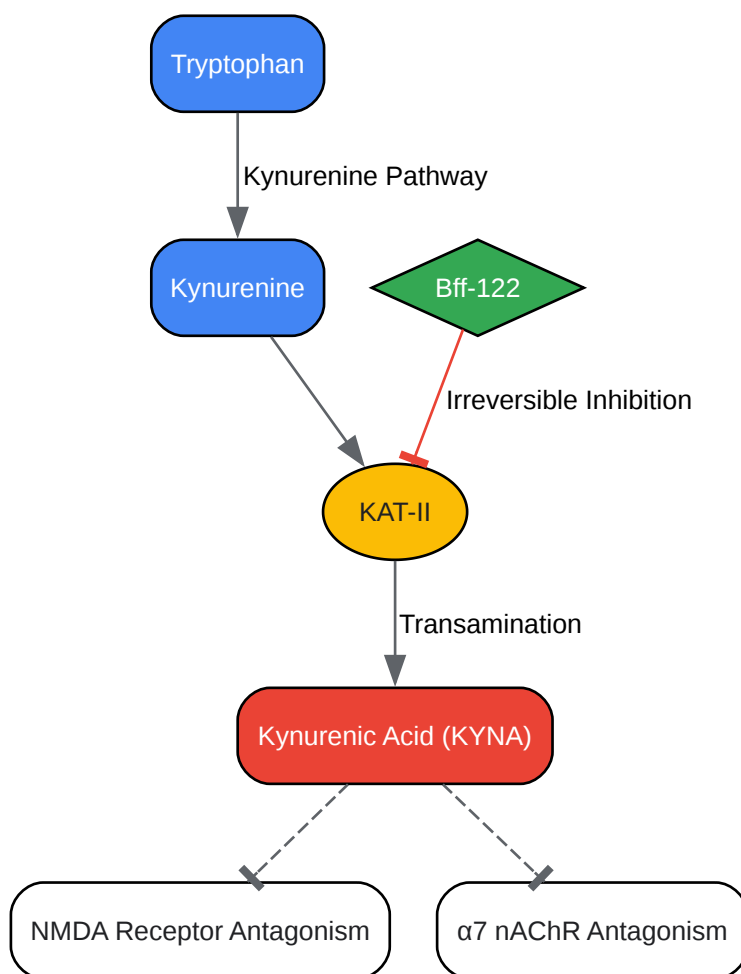 Tryptophan
Kynurenine Pathway
Kynurenine
Bff-122
Irreversible Inhibition
KAT-II
Transamination
Kynurenic Acid (KYNA)
NMDA Receptor Antagonism
α7 nAChR Antagonism